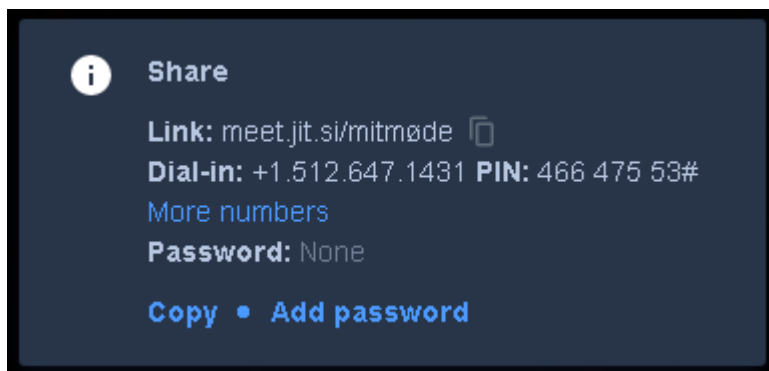 Share
Link: meet.jit.si/mitmøde
Dial-in: +1.512.647.1431 PIN: 466 475 53#
More numbers
Password: None
Copy • Add password